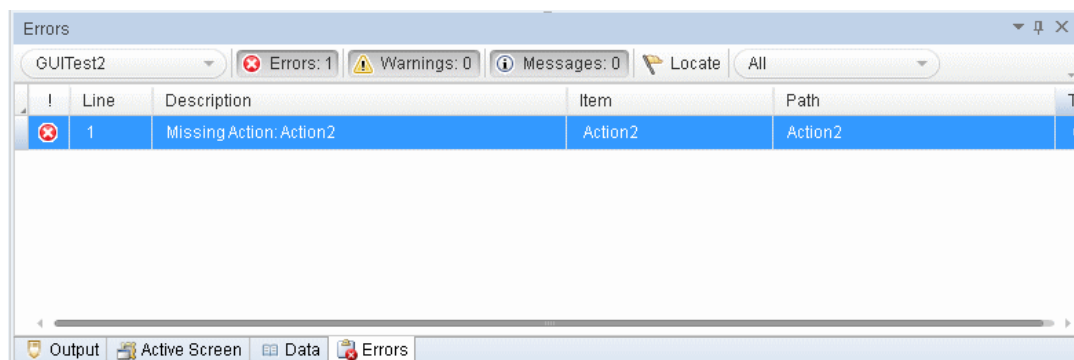 Errors
GUITest2 Errors: 1 Warnings: 0 Messages: 0 Locate All
! Line Description Item Path
1 Missing Action: Action2 Action2 Action2
Output Active Screen Data Errors